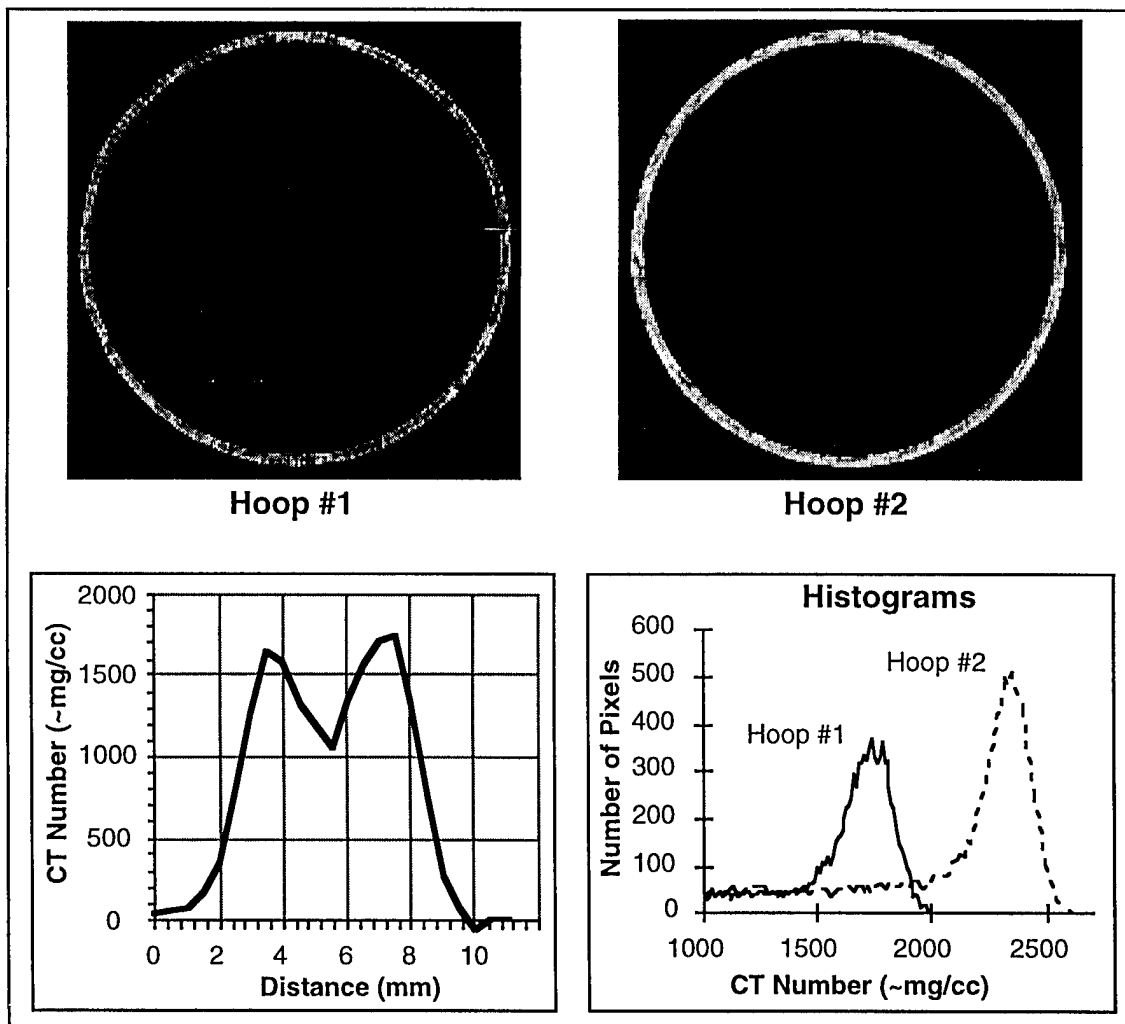 Hoop #1
Hoop #2
2000
1500
1000
500
0
CT Number (~mg/cc)
0 2 4 6 8 10
Distance (mm)
Histograms
600
500
400
300
200
100
0
Number of Pixels
Hoop #1
Hoop #2
1000 1500 2000 2500
CT Number (~mg/cc)